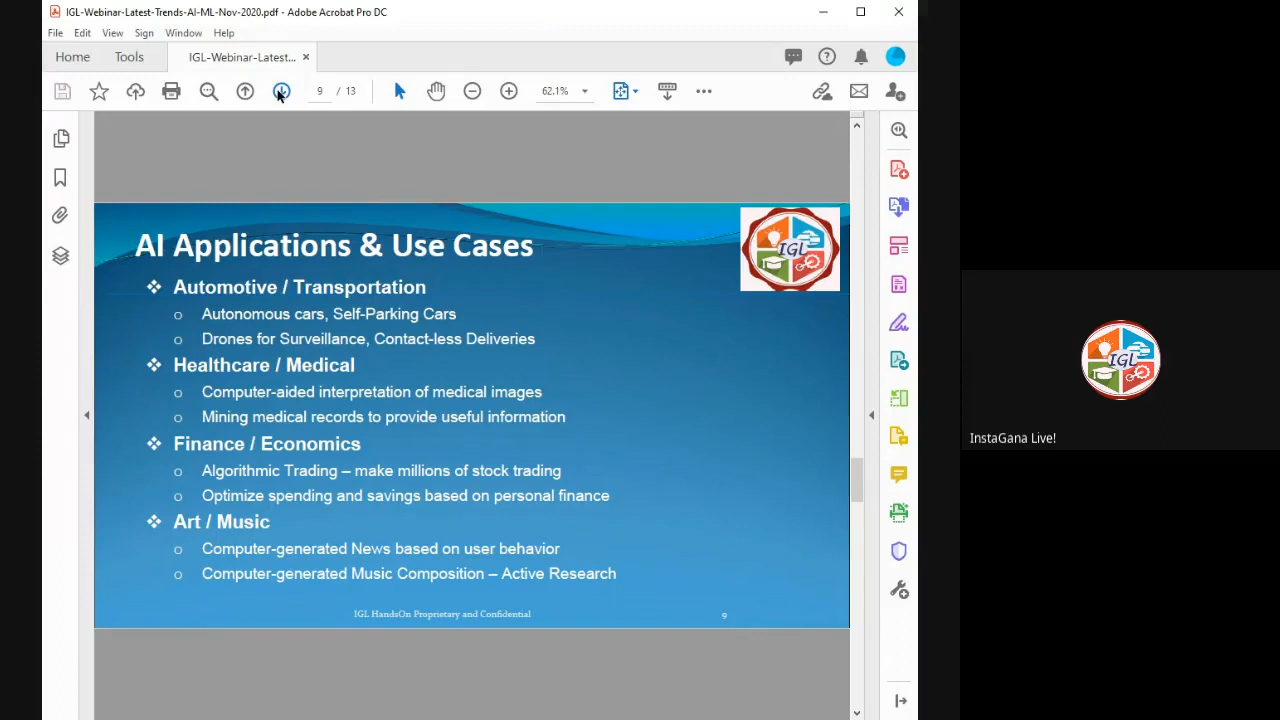 IGL-Webinar-Latest-Trends-AI-ML-Nov-2020.pdf - Adobe Acrobat Pro DC
File Edit View Sign Window Help
Home Tools IGL-Webinar-Latest... ×
9 / 13 62.1%
AI Applications & Use Cases
IGL
❖ Automotive / Transportation
o Autonomous cars, Self-Parking Cars
o Drones for Surveillance, Contact-less Deliveries
❖ Healthcare / Medical
o Computer-aided interpretation of medical images
o Mining medical records to provide useful information
❖ Finance / Economics
o Algorithmic Trading – make millions of stock trading
o Optimize spending and savings based on personal finance
❖ Art / Music
o Computer-generated News based on user behavior
o Computer-generated Music Composition – Active Research
IGL HandsOn Proprietary and Confidential 9
IGL
InstaGana Live!